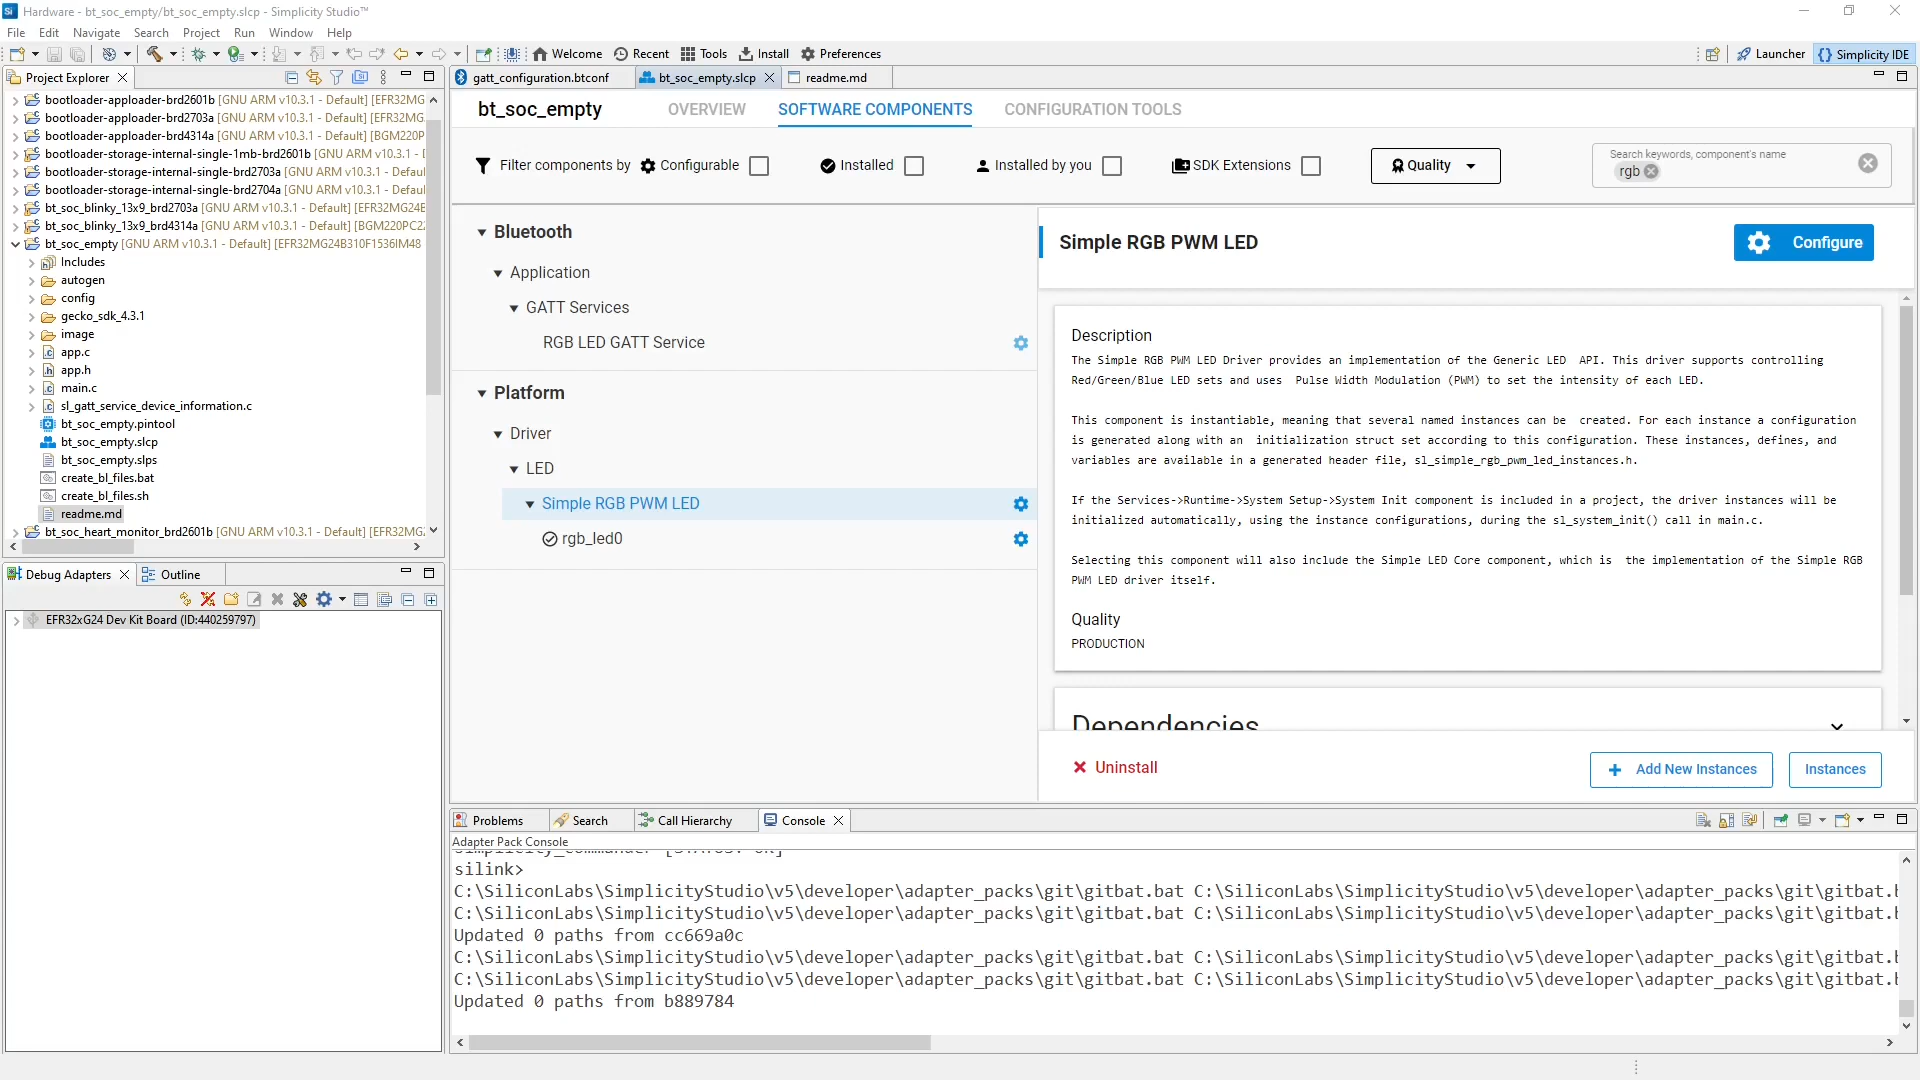 Hardware - bt_soc_empty/bt_soc_empty.slcp - Simplicity Studio™
File Edit Navigate Search Project Run Window Help
Welcome Recent Tools Install Preferences
Launcher Simplicity IDE
Project Explorer
bootloader-apploader-brd2601b [GNU ARM v10.3.1 - Default] [EFR32MG
bootloader-apploader-brd2703a [GNU ARM v10.3.1 - Default] [EFR32MG
bootloader-apploader-brd4314a [GNU ARM v10.3.1 - Default] [BGM220P
bootloader-storage-internal-single-1mb-brd2601b [GNU ARM v10.3.1 - [
bootloader-storage-internal-single-brd2703a [GNU ARM v10.3.1 - Defau
bootloader-storage-internal-single-brd2704a [GNU ARM v10.3.1 - Defau
bt_soc_blinky_13x9_brd2703a [GNU ARM v10.3.1 - Default] [EFR32MG24B
bt_soc_blinky_13x9_brd4314a [GNU ARM v10.3.1 - Default] [BGM220PC22
bt_soc_empty [GNU ARM v10.3.1 - Default] [EFR32MG24B310F1536IM48
Includes
autogen
config
gecko_sdk_4.3.1
image
app.c
app.h
main.c
sl_gatt_service_device_information.c
bt_soc_empty.pintool
bt_soc_empty.slcp
bt_soc_empty.slps
create_bl_files.bat
create_bl_files.sh
readme.md
bt_soc_heart_monitor_brd2601b [GNU ARM v10.3.1 - Default] [EFR32MG
Debug Adapters Outline
EFR32xG24 Dev Kit Board (ID:440259797)
gatt_configuration.btconf bt_soc_empty.slcp readme.md
bt_soc_empty OVERVIEW SOFTWARE COMPONENTS CONFIGURATION TOOLS
Filter components by Configurable Installed Installed by you SDK Extensions Quality
Search keywords, component's name
rgb
Bluetooth
Application
GATT Services
RGB LED GATT Service
Platform
Driver
LED
Simple RGB PWM LED
rgb_led0
Simple RGB PWM LED
Configure
Description
The Simple RGB PWM LED Driver provides an implementation of the Generic LED  API. This driver supports controlling
Red/Green/Blue LED sets and uses  Pulse Width Modulation (PWM) to set the intensity of each LED.
This component is instantiable, meaning that several named instances can be  created. For each instance a configuration
is generated along with an  initialization struct set according to this configuration. These instances, defines, and
variables are available in a generated header file, sl_simple_rgb_pwm_led_instances.h.
If the Services->Runtime->System Setup->System Init component is included in a project, the driver instances will be
initialized automatically, using the instance configurations, during the sl_system_init() call in main.c.
Selecting this component will also include the Simple LED Core component, which is  the implementation of the Simple RGB
PWM LED driver itself.
Quality
PRODUCTION
Dependencies
Uninstall
Add New Instances
Instances
Problems Search Call Hierarchy Console
Adapter Pack Console
silink>
C:\SiliconLabs\SimplicityStudio\v5\developer\adapter_packs\git\gitbat.bat C:\SiliconLabs\SimplicityStudio\v5\developer\adapter_packs\git\gitbat.b
C:\SiliconLabs\SimplicityStudio\v5\developer\adapter_packs\git\gitbat.bat C:\SiliconLabs\SimplicityStudio\v5\developer\adapter_packs\git\gitbat.b
Updated 0 paths from cc669a0c
C:\SiliconLabs\SimplicityStudio\v5\developer\adapter_packs\git\gitbat.bat C:\SiliconLabs\SimplicityStudio\v5\developer\adapter_packs\git\gitbat.b
C:\SiliconLabs\SimplicityStudio\v5\developer\adapter_packs\git\gitbat.bat C:\SiliconLabs\SimplicityStudio\v5\developer\adapter_packs\git\gitbat.b
Updated 0 paths from b889784